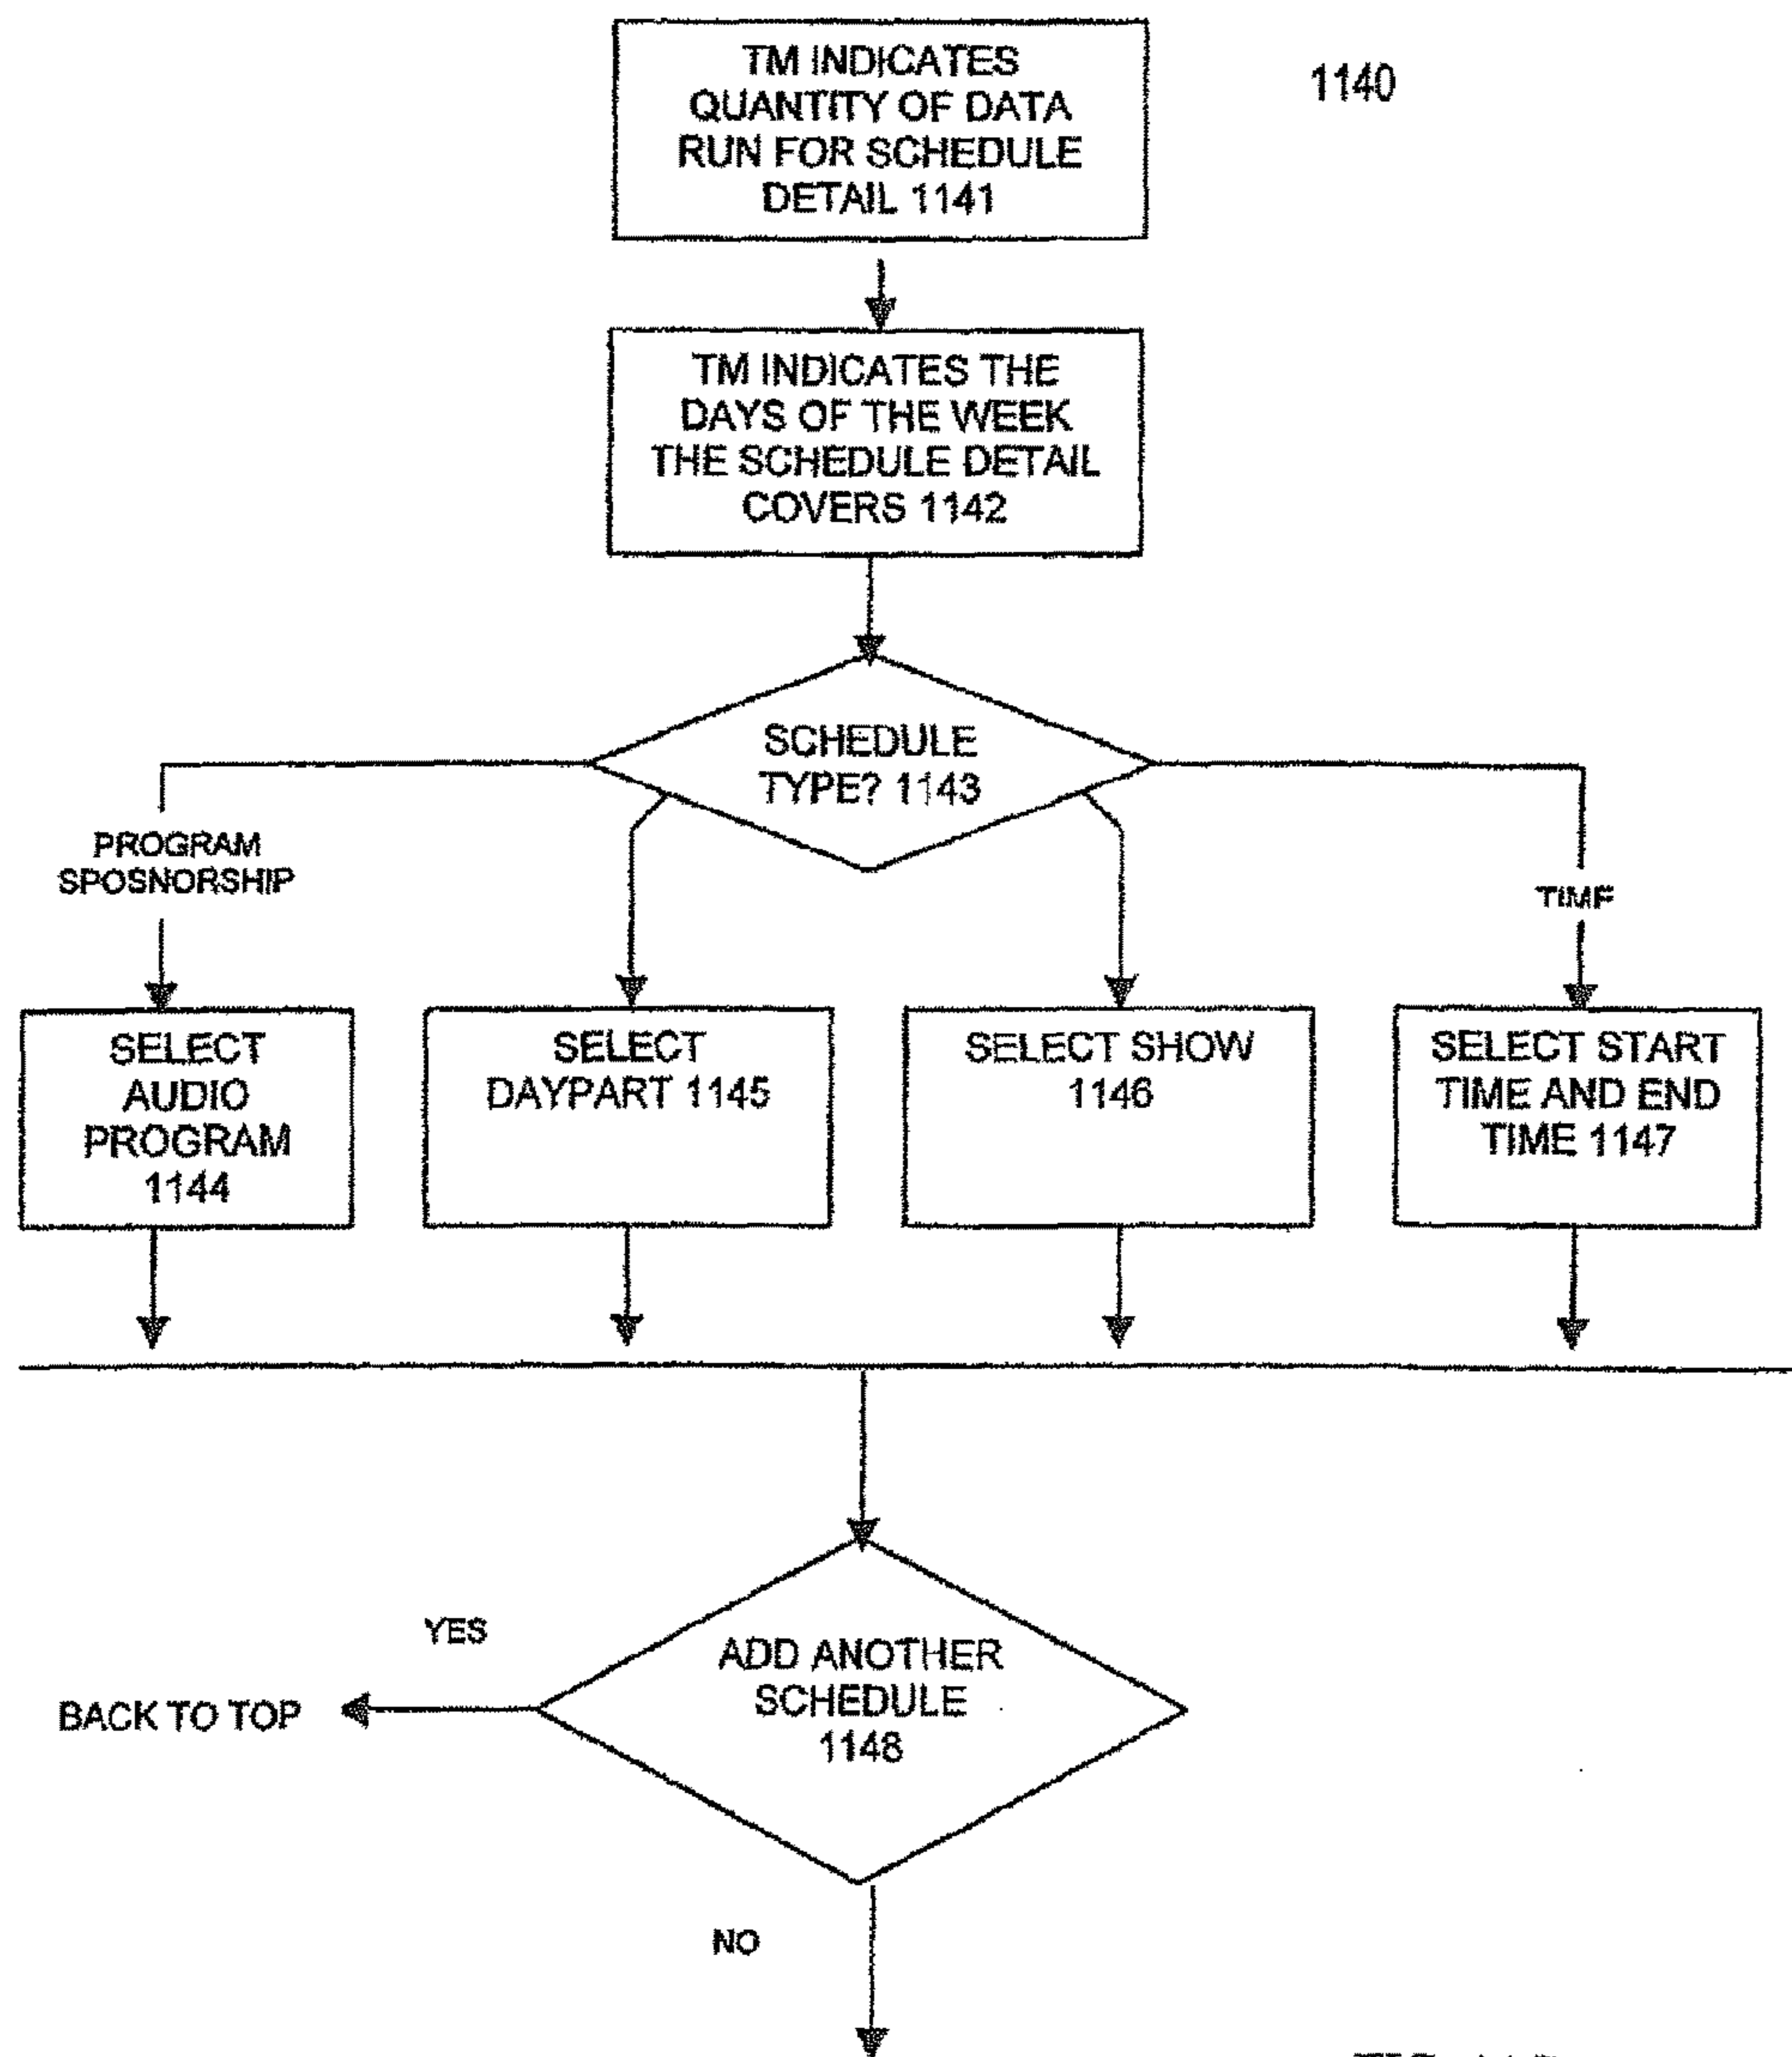 TM INDICATES
QUANTITY OF DATA
RUN FOR SCHEDULE
DETAIL 1141
1140
TM INDICATES THE
DAYS OF THE WEEK
THE SCHEDULE DETAIL
COVERS 1142
SCHEDULE
TYPE? 1143
PROGRAM
SPOSNORSHIP
TIME
SELECT
AUDIO
PROGRAM
1144
SELECT
DAYPART 1145
SELECT SHOW
1146
SELECT START
TIME AND END
TIME 1147
ADD ANOTHER
SCHEDULE
1148
YES
BACK TO TOP
NO